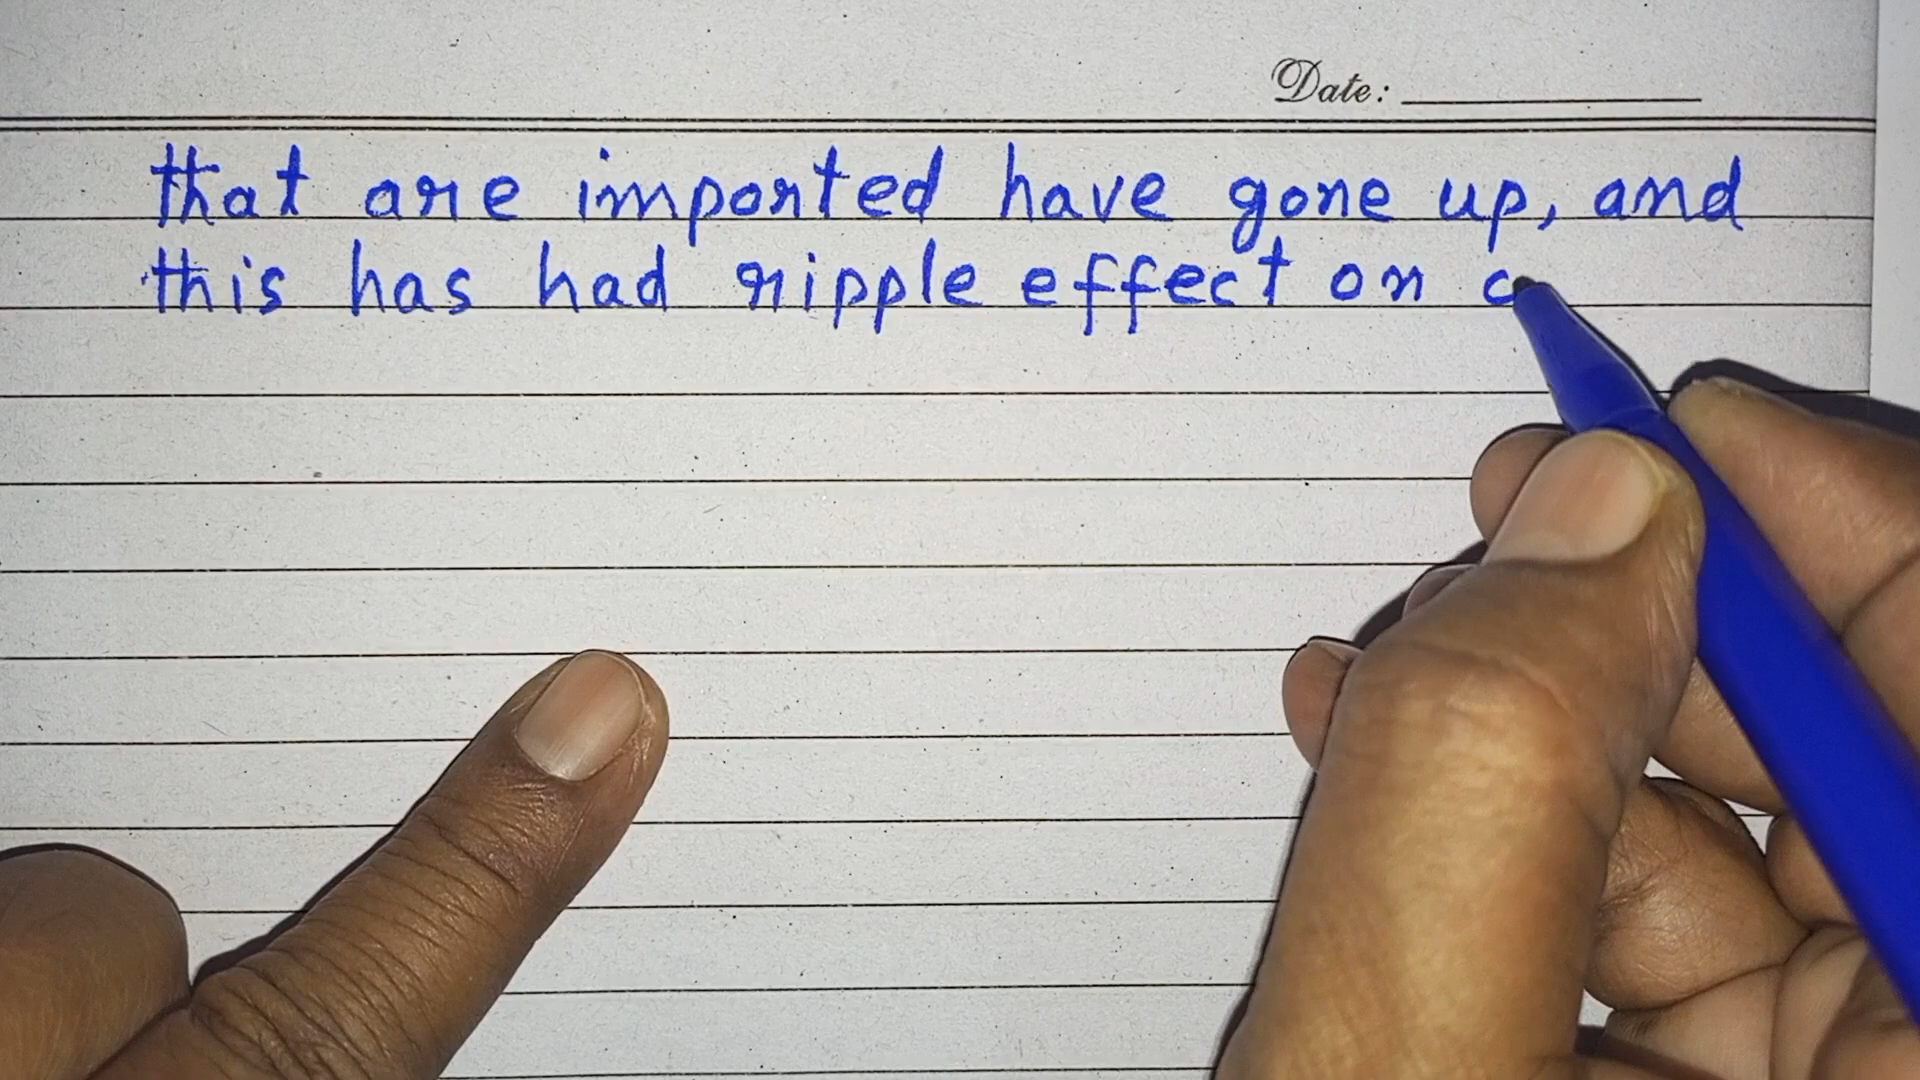 Date:
that are imported have gone up, and
this has had ripple effect on